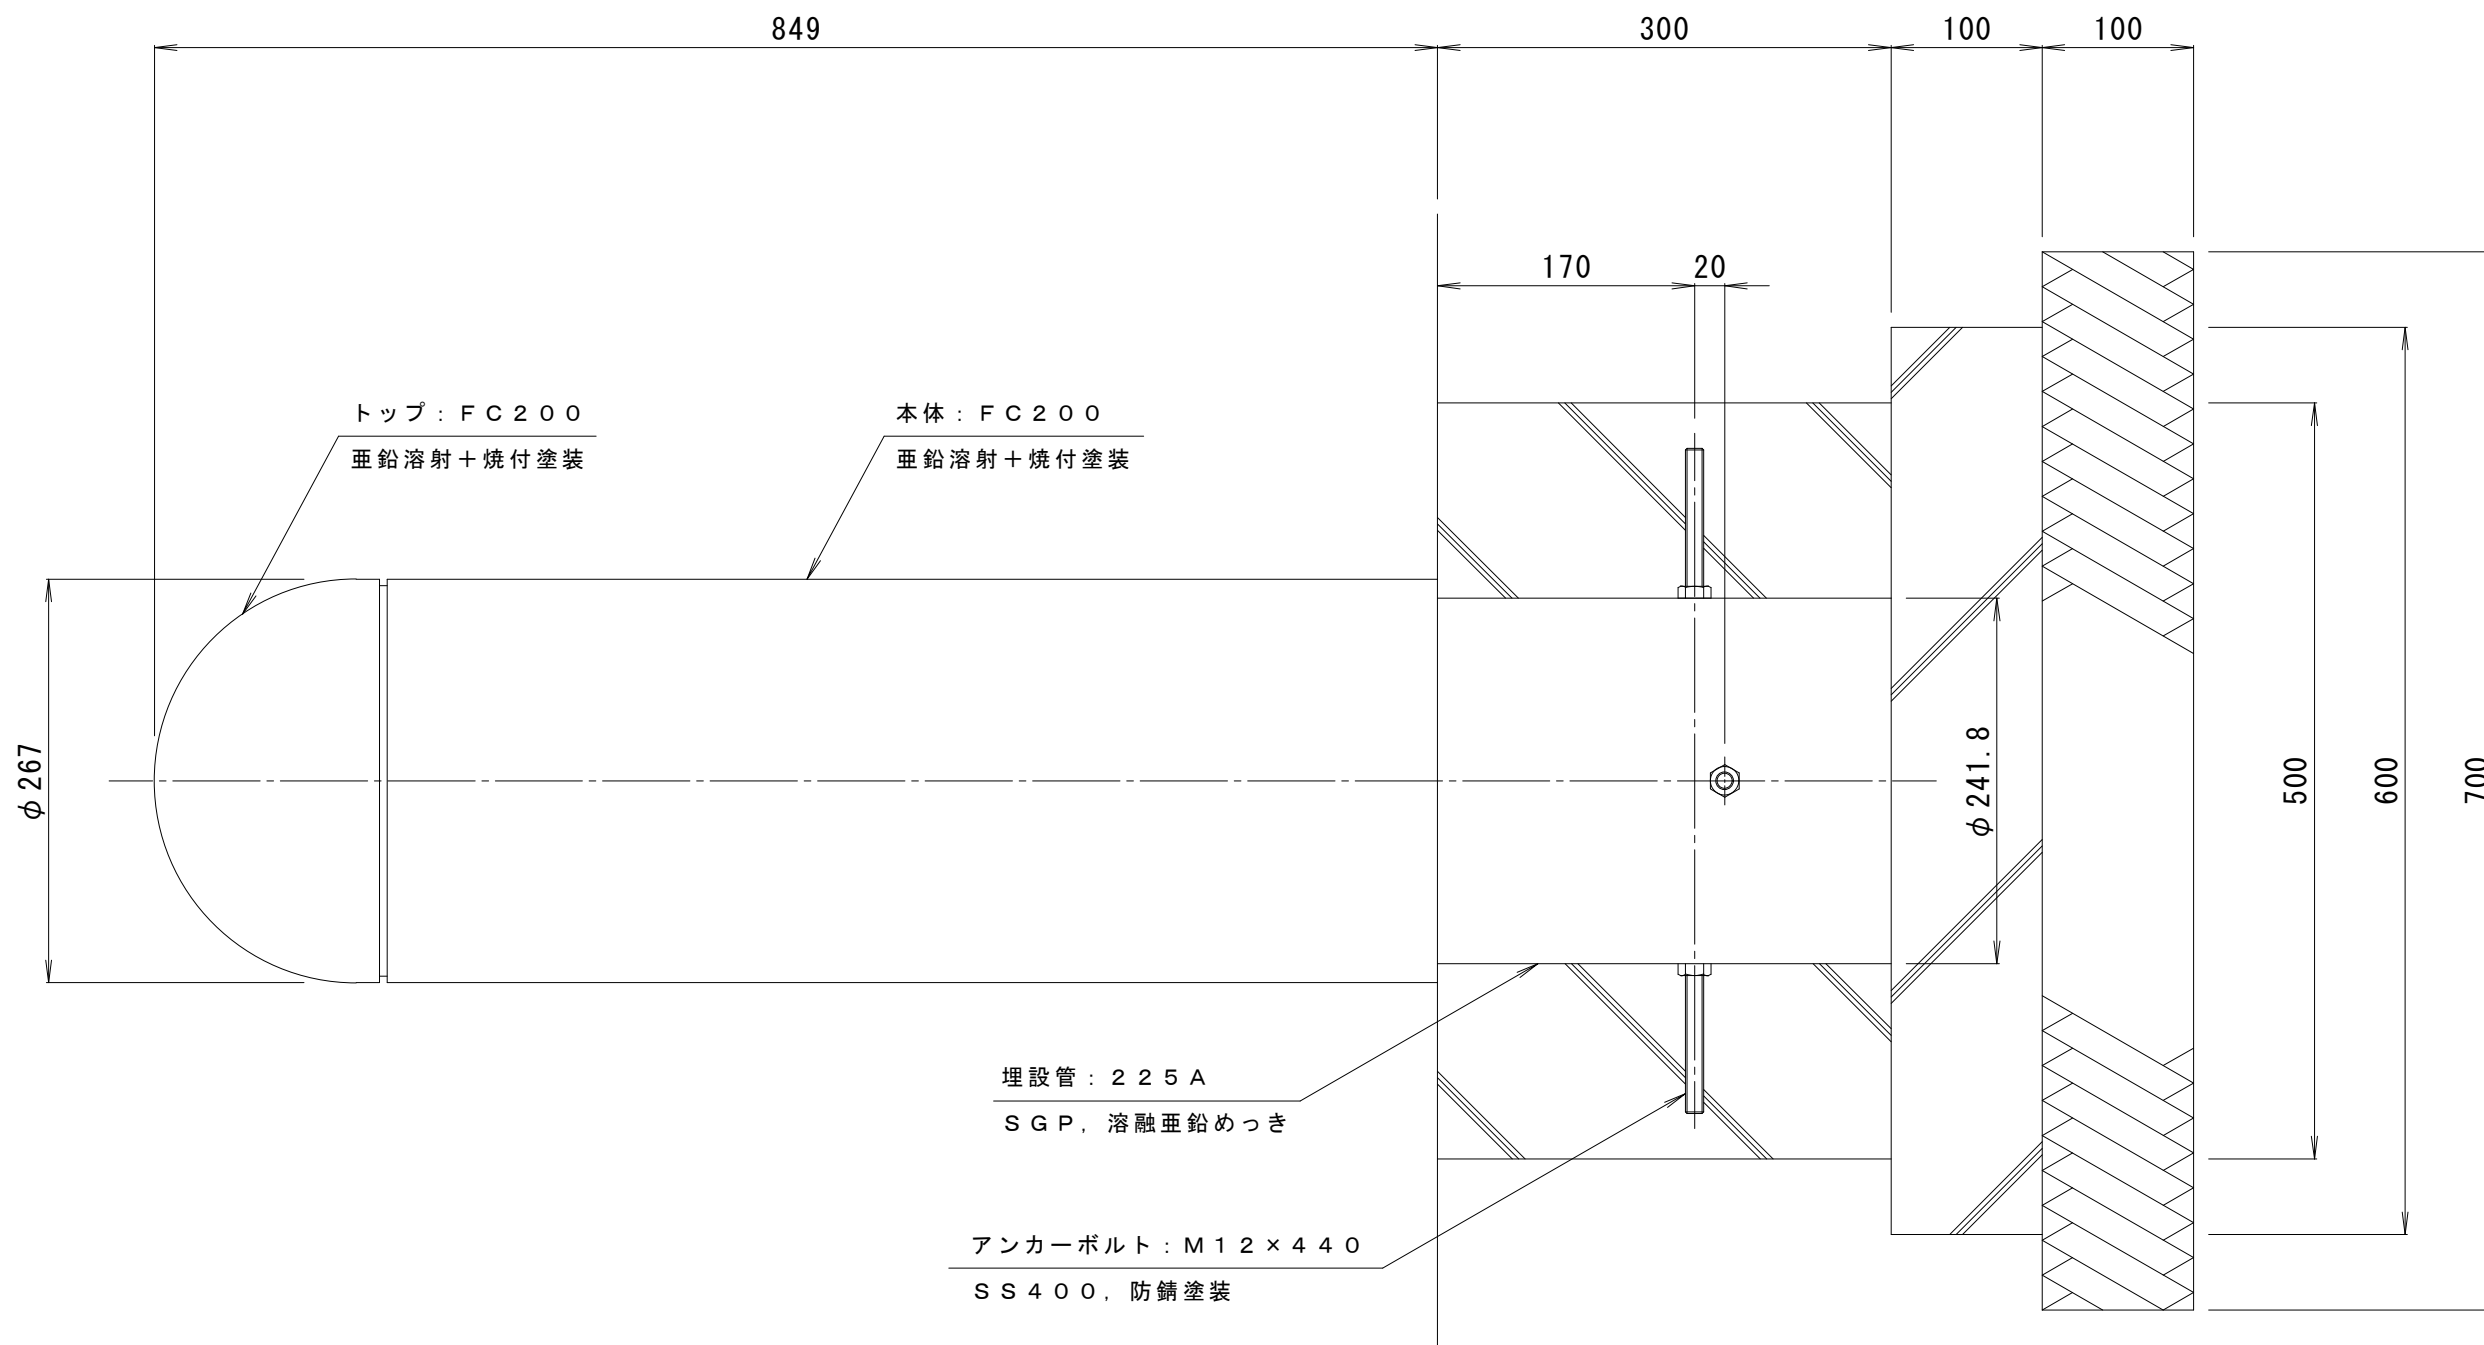 849
300
100
100
170
20
トップ：ＦＣ２００
亜鉛溶射＋焼付塗装
本体：ＦＣ２００
亜鉛溶射＋焼付塗装
φ267
φ241.8
500
600
700
埋設管：２２５Ａ
ＳＧＰ，溶融亜鉛めっき
アンカーボルト：Ｍ１２×４４０
ＳＳ４００，防錆塗装